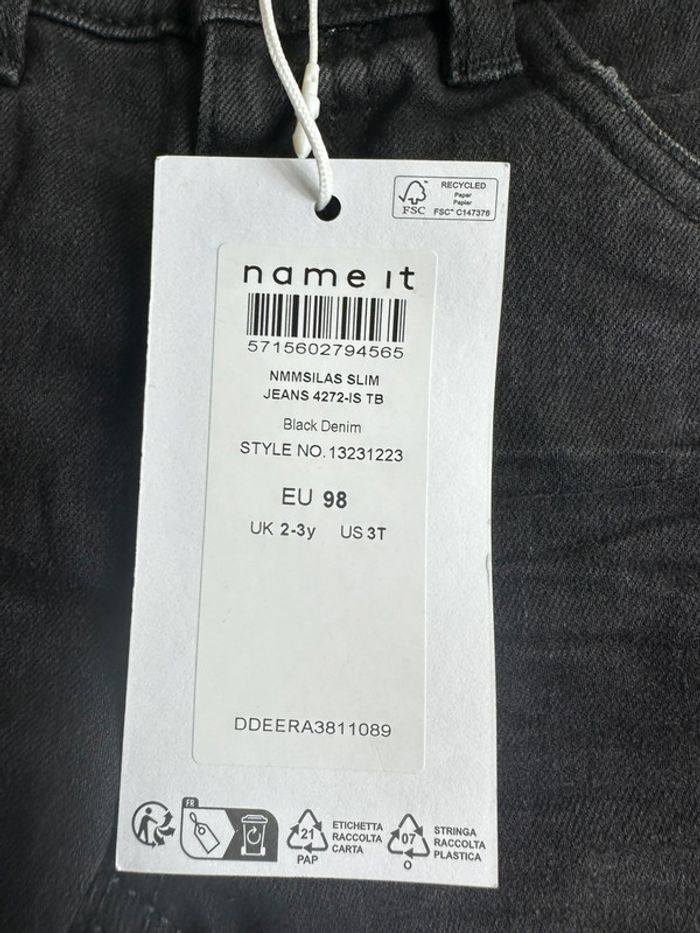 RECYCLED
Paper
Papier
FSC
FSC™ C147376
name it
5715602794565
NMMSILAS SLIM
JEANS 4272-IS TB
Black Denim
STYLE NO. 13231223
EU 98
UK 2-3y US 3T
DDEERA3811089
FR
21
PAP
ETICHETTA
RACCOLTA
CARTA
07
O
STRINGA
RACCOLTA
PLASTICA